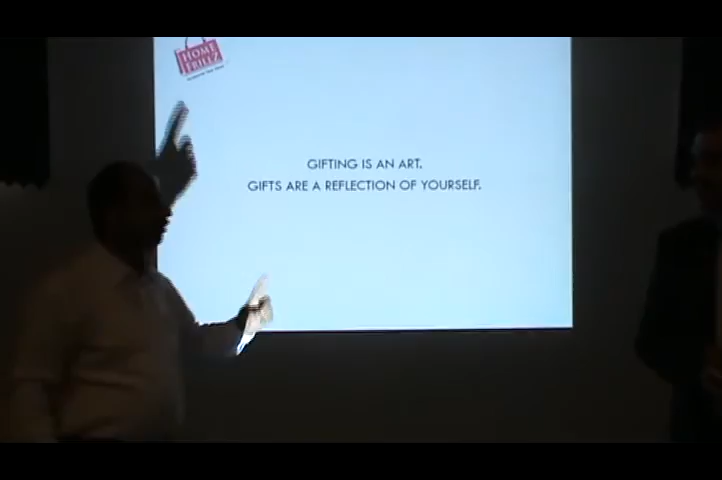 HOME
GIFTING IS AN ART.
GIFTS ARE A REFLECTION OF YOURSELF.